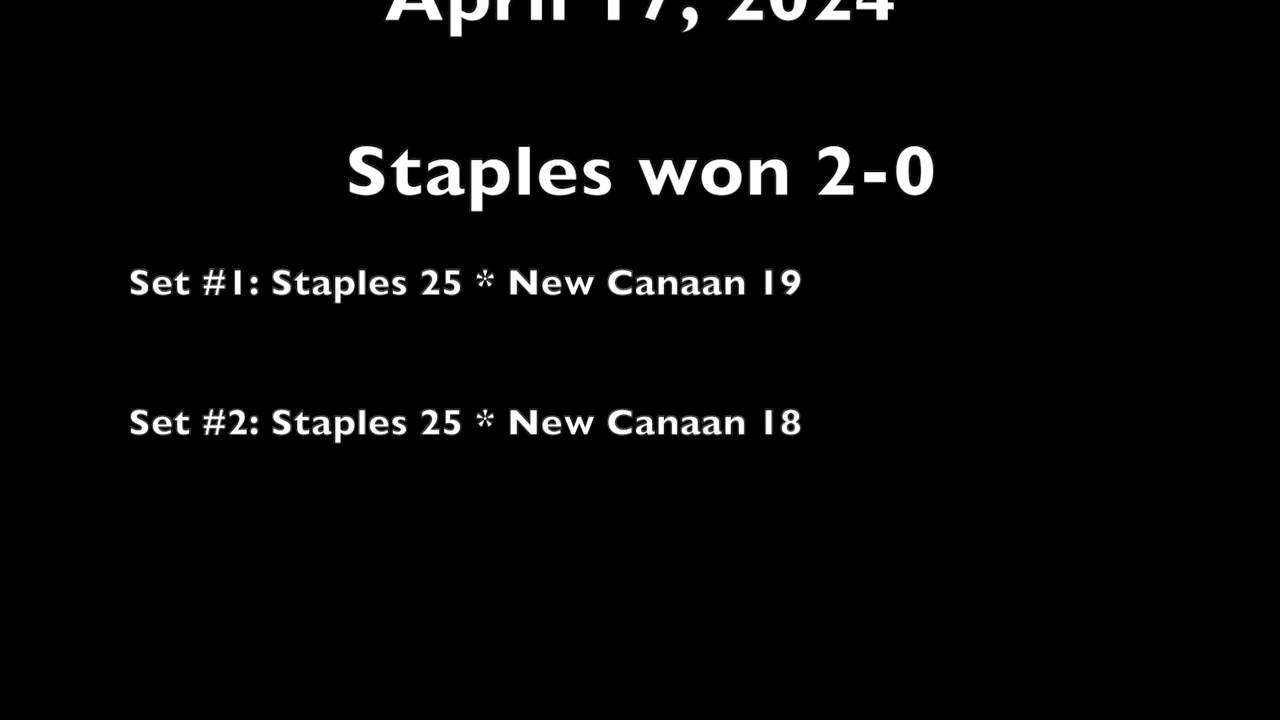 April 17, 2024
Staples won 2-0
Set #1: Staples 25 * New Canaan 19
Set #2: Staples 25 * New Canaan 18